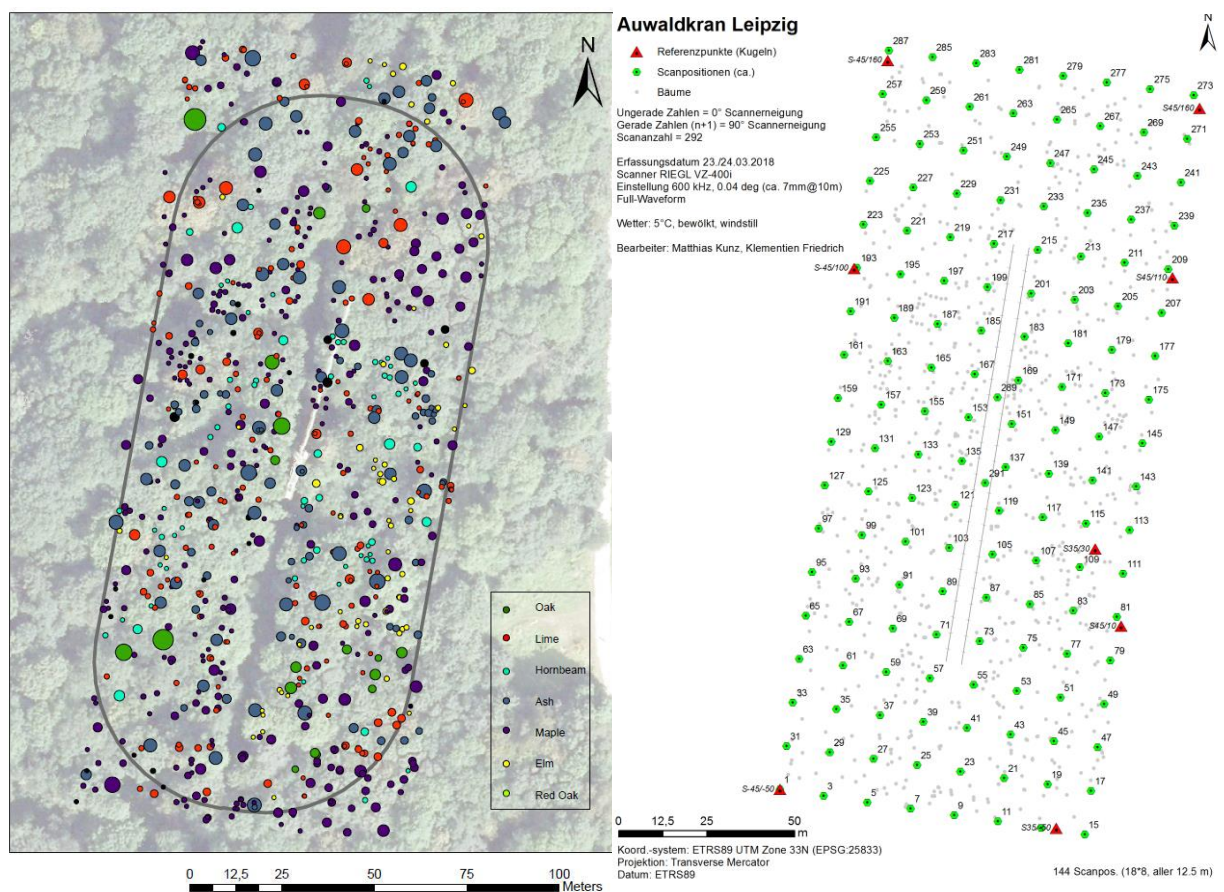 N
Oak
Lime
Hornbeam
Ash
Maple
Elm
Red Oak
0 12,5 25 50 75 100
Meters
Auwaldkran Leipzig
Referenzpunkte (Kugeln)
Scanpositionen (ca.)
Bäume
Ungerade Zahlen = 0° Scannerneigung
Gerade Zahlen (n+1) = 90° Scannerneigung
Scananzahl = 292
Erfassungsdatum 23./24.03.2018
Scanner RIEGL VZ-400i
Einstellung 600 kHz, 0.04 deg (ca. 7mm@10m)
Full-Waveform
Wetter: 5°C, bewölkt, windstill
Bearbeiter: Matthias Kunz, Klementien Friedrich
N
287 285 283 281 279 277 275 273
S-45/160
S45/160
257 259 261 263 265 267 269 271
255 253 251 249 247 245 243 241
225 227 229 231 233 235 237 239
223 221 219 217 215 213 211 209
S-45/100
S45/110
193 195 197 199 201 203 205 207
191 189 187 185 183 181 179 177
161 163 165 167 169 171 173 175
289
159 157 155 153 151 149 147 145
129 131 133 135 137 139 141 143
291
127 125 123 121 119 117 115 113
97 99 101 103 105 107 109 111
S35/30
95 93 91 89 87 85 83 81
S45/10
65 67 69 71 73 75 77 79
63 61 59 57 55 53 51 49
33 35 37 39 41 43 45 47
31 29 27 25 23 21 19 17
S-45/-50
1 3 5 7 9 11 15
0 12,5 25 50
m
Koord.-system: ETRS89 UTM Zone 33N (EPSG:25833)
Projektion: Transverse Mercator
Datum: ETRS89
144 Scanpos. (18*8, aller 12.5 m)